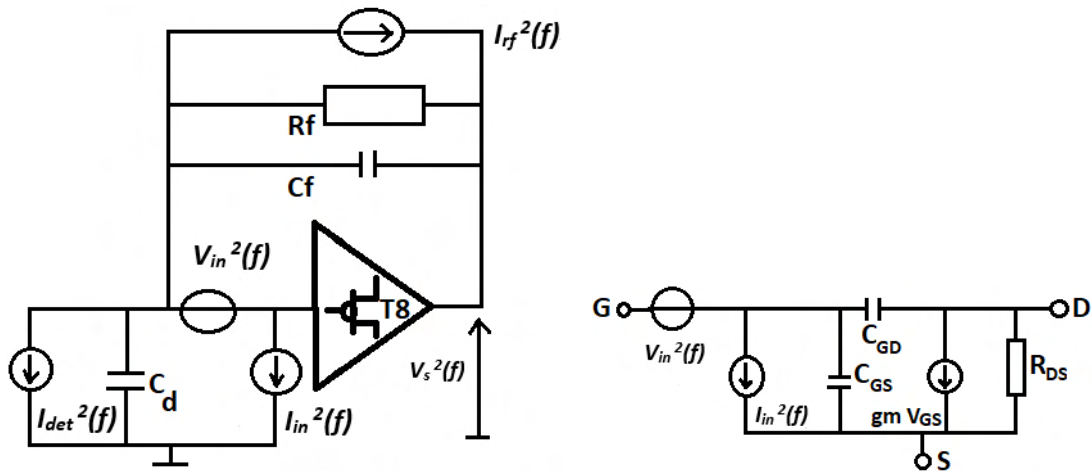 Irf²(f)
Rf
Cf
Vin²(f)
T8
Idet²(f)
Cd
Iin²(f)
Vs²(f)
G
D
Vin²(f)
CGD
RDS
CGS
Iin²(f)
gm VGS
S